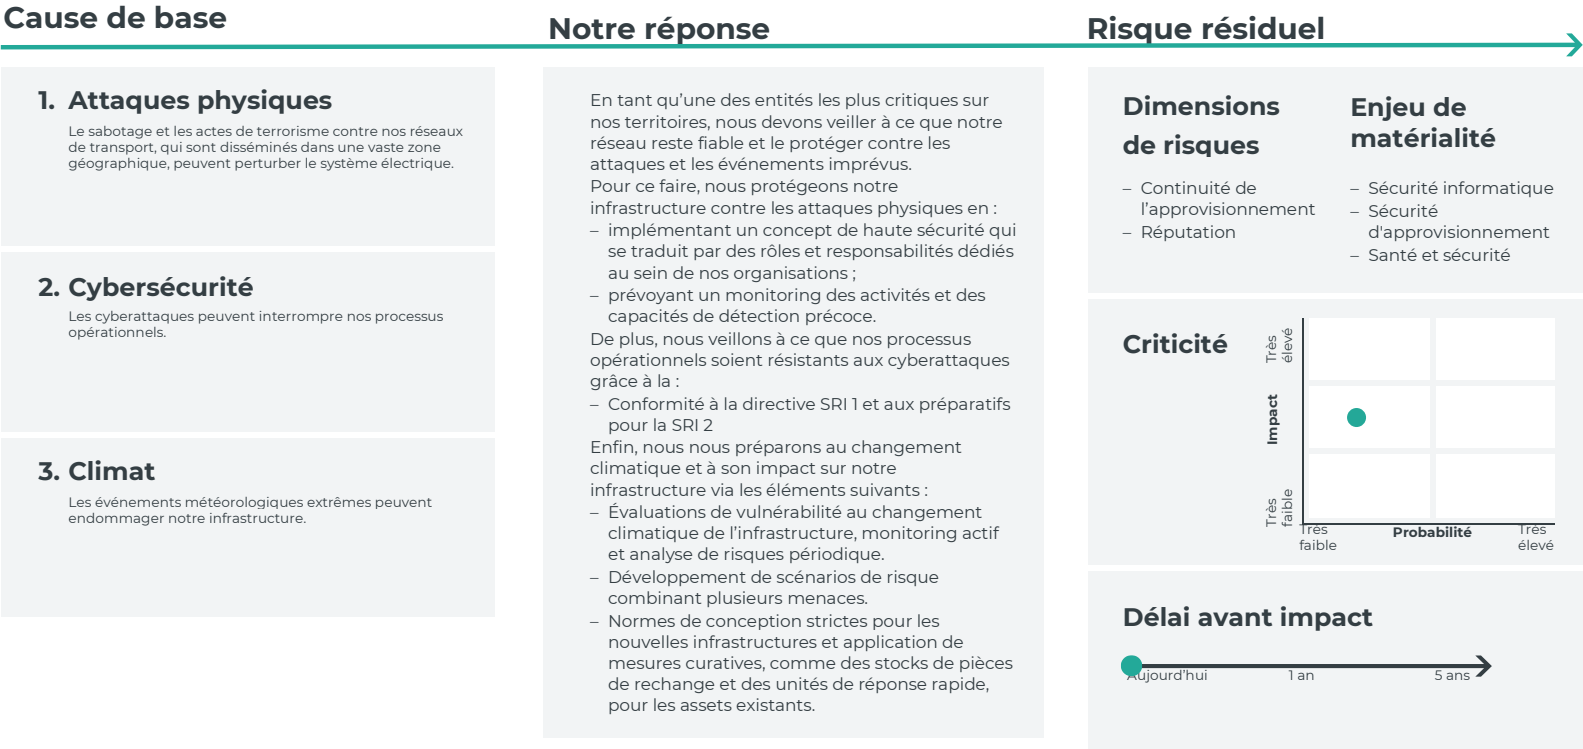 Cause de base
Notre réponse
Risque résiduel
1. Attaques physiques
Le sabotage et les actes de terrorisme contre nos réseaux
de transport, qui sont disséminés dans une vaste zone
géographique, peuvent perturber le système électrique.
2. Cybersécurité
Les cyberattaques peuvent interrompre nos processus
opérationnels.
3. Climat
Les événements météorologiques extrêmes peuvent
endommager notre infrastructure.
En tant qu’une des entités les plus critiques sur
nos territoires, nous devons veiller à ce que notre
réseau reste fiable et le protéger contre les
attaques et les événements imprévus.
Pour ce faire, nous protégeons notre
infrastructure contre les attaques physiques en :
– implémentant un concept de haute sécurité qui
se traduit par des rôles et responsabilités dédiés
au sein de nos organisations ;
– prévoyant un monitoring des activités et des
capacités de détection précoce.
De plus, nous veillons à ce que nos processus
opérationnels soient résistants aux cyberattaques
grâce à la :
– Conformité à la directive SRI 1 et aux préparatifs
pour la SRI 2
Enfin, nous nous préparons au changement
climatique et à son impact sur notre
infrastructure via les éléments suivants :
– Évaluations de vulnérabilité au changement
climatique de l’infrastructure, monitoring actif
et analyse de risques périodique.
– Développement de scénarios de risque
combinant plusieurs menaces.
– Normes de conception strictes pour les
nouvelles infrastructures et application de
mesures curatives, comme des stocks de pièces
de rechange et des unités de réponse rapide,
pour les assets existants.
Dimensions
de risques
– Continuité de
l’approvisionnement
– Réputation
Enjeu de
matérialité
– Sécurité informatique
– Sécurité
d'approvisionnement
– Santé et sécurité
Criticité
Très
élevé
Impact
Très
faible
Très
faible
Probabilité
Très
élevé
Délai avant impact
Aujourd’hui
1 an
5 ans